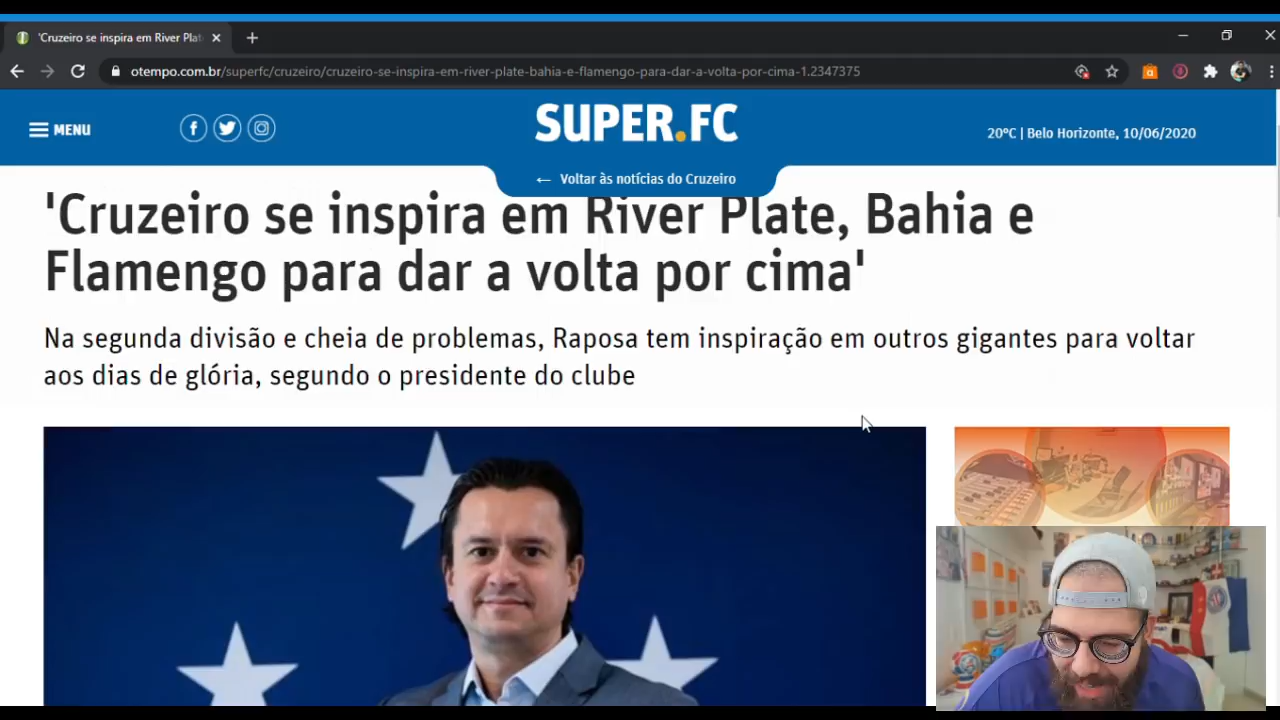 'Cruzeiro se inspira em River Plat
otempo.com.br/superfc/cruzeiro/cruzeiro-se-inspira-em-river-plate-bahia-e-flamengo-para-dar-a-volta-por-cima-1.2347375
MENU
SUPER.FC
20ºC | Belo Horizonte, 10/06/2020
← Voltar às notícias do Cruzeiro
'Cruzeiro se inspira em River Plate, Bahia e
Flamengo para dar a volta por cima'
Na segunda divisão e cheia de problemas, Raposa tem inspiração em outros gigantes para voltar
aos dias de glória, segundo o presidente do clube